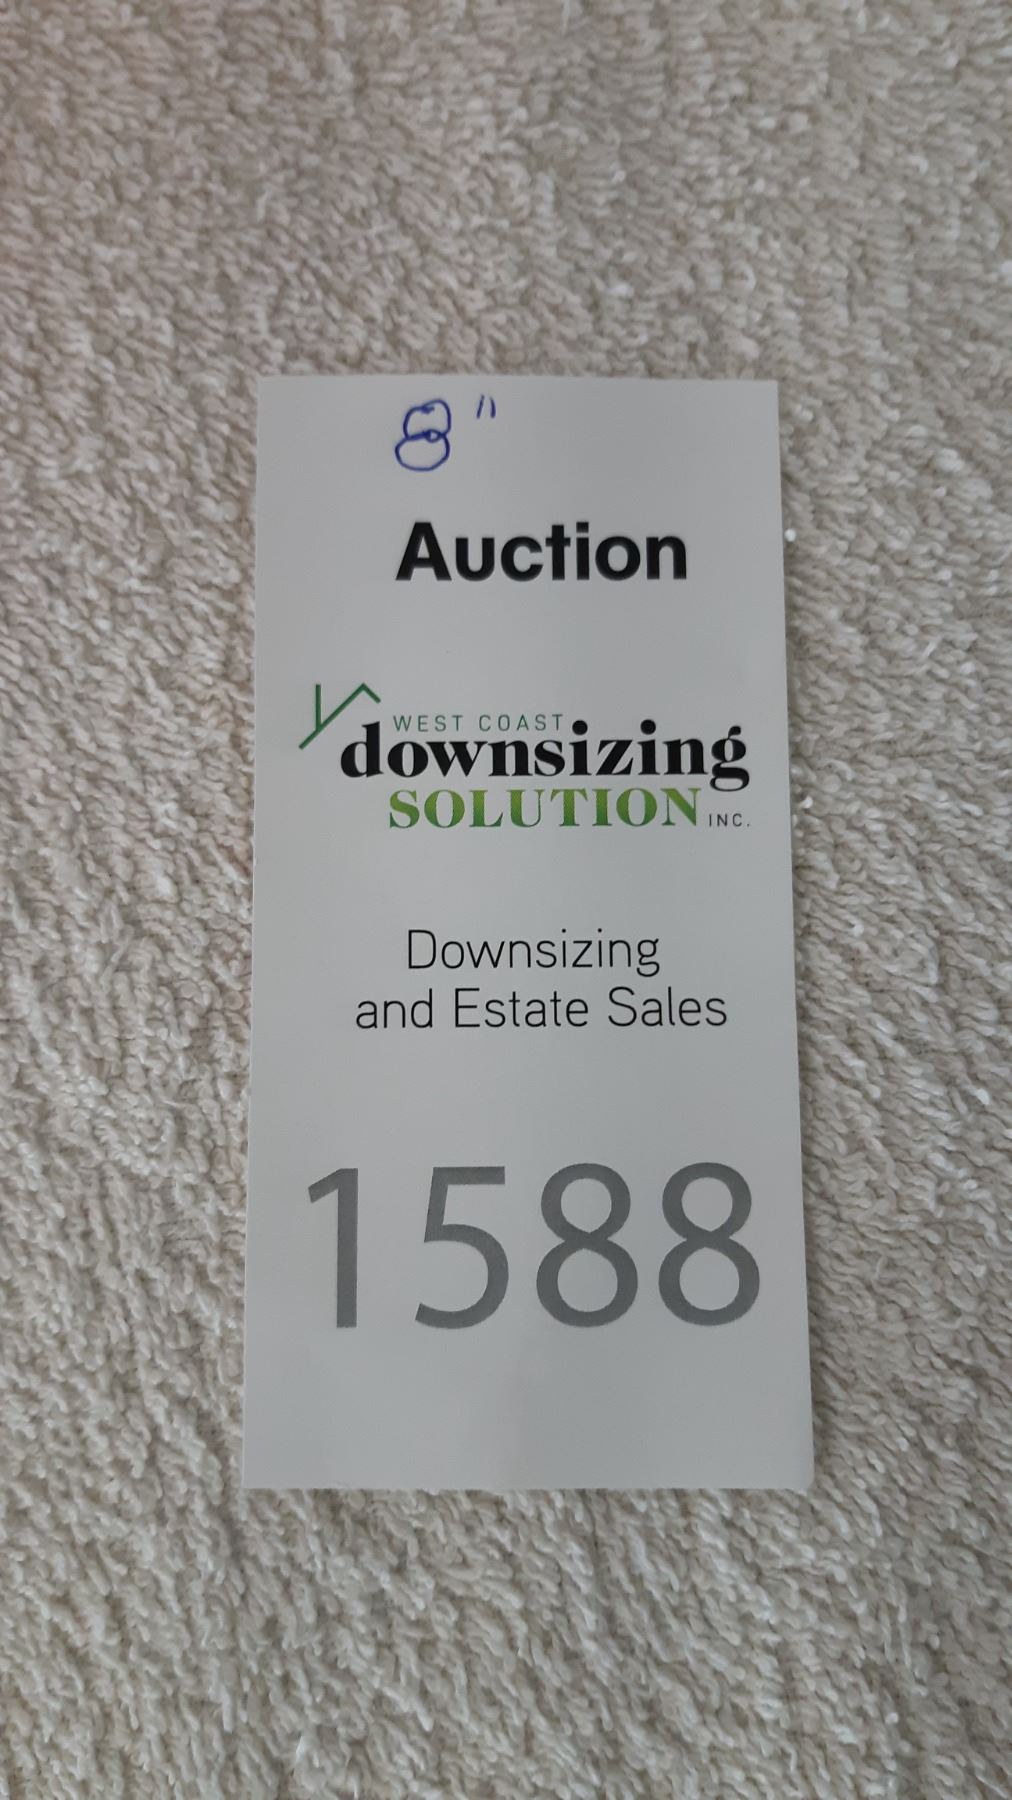 8"
Auction
WEST COAST
downsizing
SOLUTION INC.
Downsizing
and Estate Sales
1588